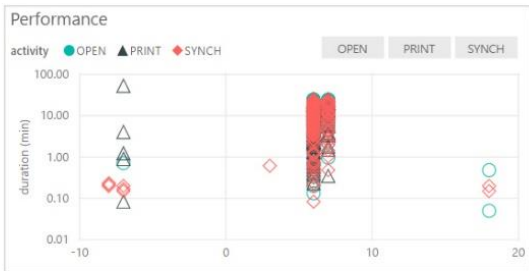 Performance
activity OPEN PRINT SYNCH
OPEN PRINT SYNCH
100.00
10.00
1.00
0.10
0.01
duration (min)
-10 0 10 20